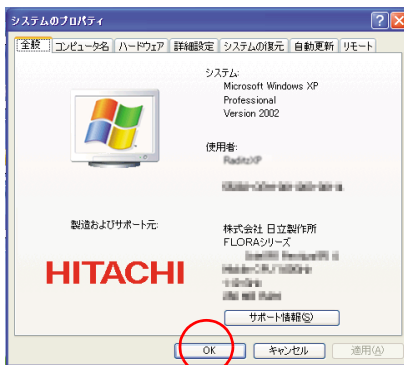 システムのプロパティ
全般 コンピュータ名 ハードウェア 詳細設定 システムの復元 自動更新 リモート
システム:
Microsoft Windows XP
Professional
Version 2002
使用者:
RaditzXP
製造およびサポート元:
株式会社 日立製作所
FLORAシリーズ
HITACHI
サポート情報(S)
OK キャンセル 適用(A)